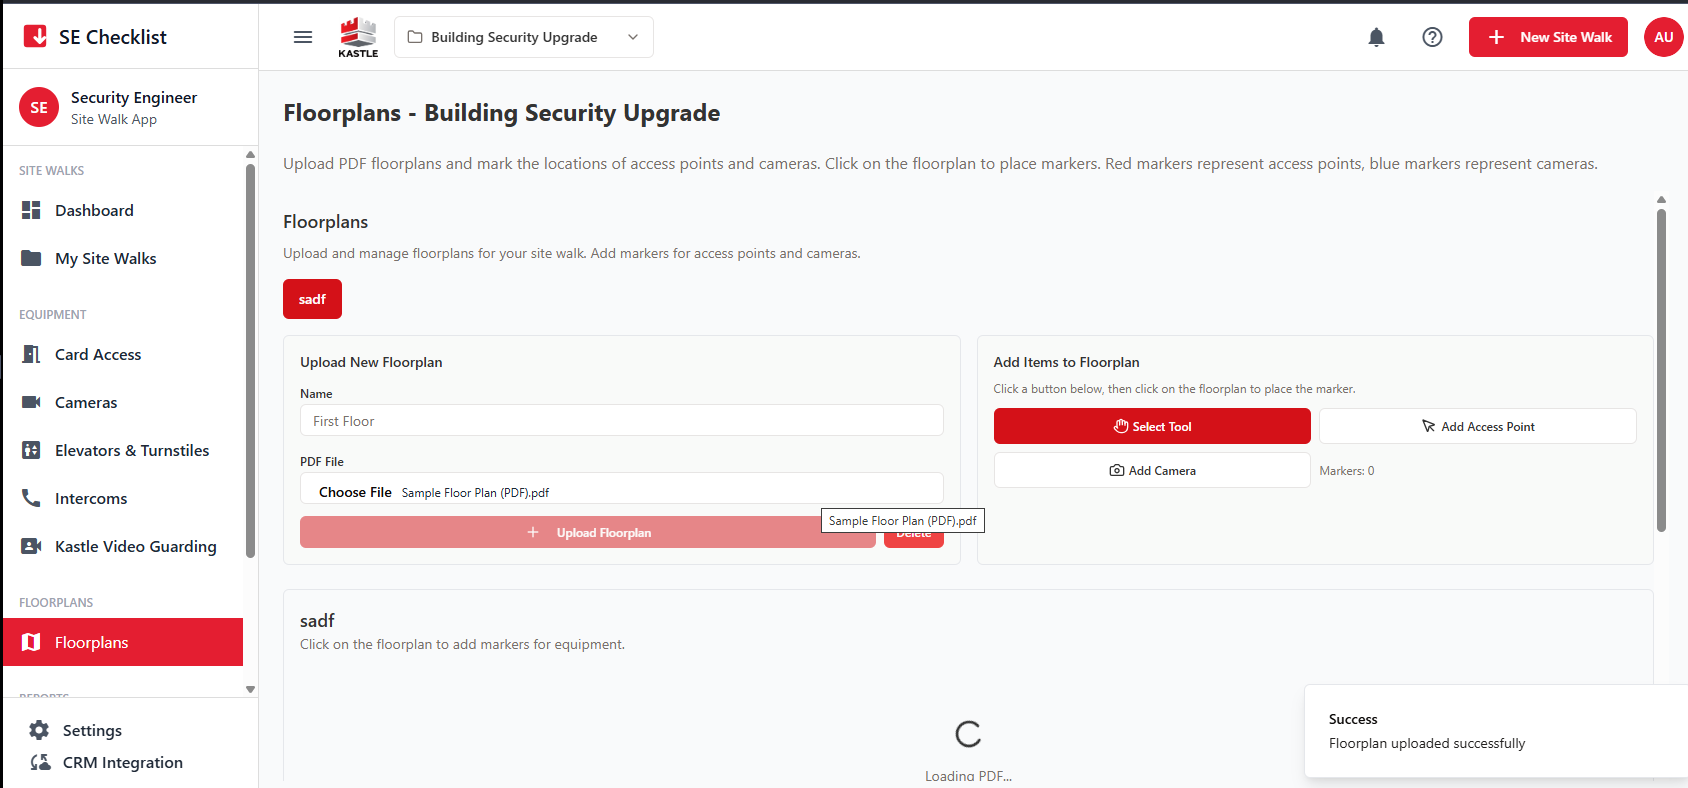 SE Checklist
KASTLE
Building Security Upgrade
New Site Walk
AU
SE
Security Engineer
Site Walk App
SITE WALKS
Dashboard
My Site Walks
EQUIPMENT
Card Access
Cameras
Elevators & Turnstiles
Intercoms
Kastle Video Guarding
FLOORPLANS
Floorplans
REPORTS
Settings
CRM Integration
Floorplans - Building Security Upgrade
Upload PDF floorplans and mark the locations of access points and cameras. Click on the floorplan to place markers. Red markers represent access points, blue markers represent cameras.
Floorplans
Upload and manage floorplans for your site walk. Add markers for access points and cameras.
sadf
Upload New Floorplan
Name
First Floor
PDF File
Choose File Sample Floor Plan (PDF).pdf
Sample Floor Plan (PDF).pdf
Upload Floorplan
Delete
Add Items to Floorplan
Click a button below, then click on the floorplan to place the marker.
Select Tool
Add Access Point
Add Camera
Markers: 0
sadf
Click on the floorplan to add markers for equipment.
Loading PDF...
Success
Floorplan uploaded successfully